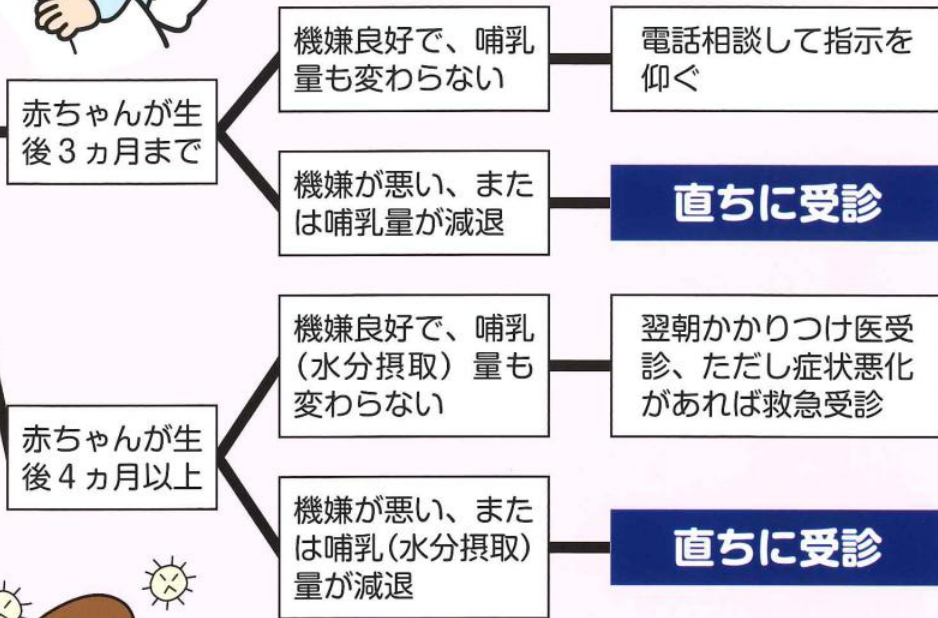 赤ちゃんが生
後3ヵ月まで
機嫌良好で、哺乳
量も変わらない
電話相談して指示を
仰ぐ
機嫌が悪い、また
は哺乳量が減退
直ちに受診
赤ちゃんが生
後4ヵ月以上
機嫌良好で、哺乳
(水分摂取) 量も
変わらない
翌朝かかりつけ医受
診、ただし症状悪化
があれば救急受診
機嫌が悪い、また
は哺乳(水分摂取)
量が減退
直ちに受診